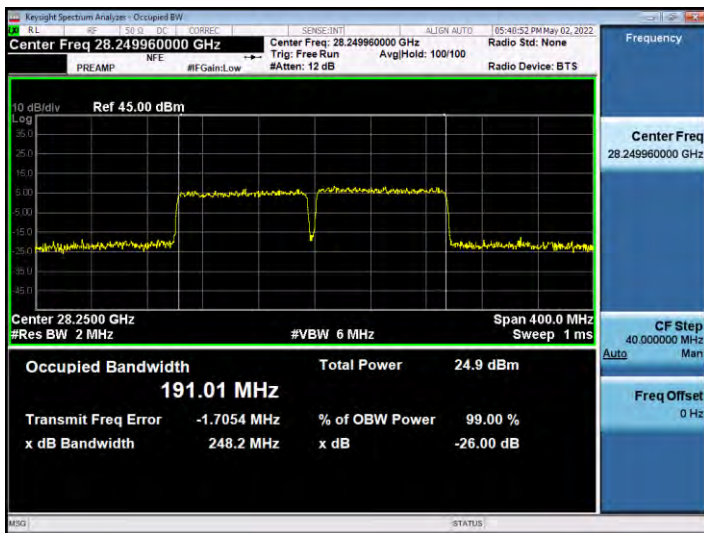 Keysight Spectrum Analyzer - Occupied BW
RL RF 50 Ω DC CORREC SENSE:INT ALIGN AUTO 05:40:52 PM May 02, 2022
Center Freq 28.249960000 GHz
NFE
PREAMP #IFGain:Low
Center Freq: 28.249960000 GHz
Trig: Free Run Avg|Hold: 100/100
#Atten: 12 dB
Radio Std: None
Radio Device: BTS
10 dB/div Ref 45.00 dBm
Log
35.0
25.0
15.0
5.00
-5.00
-15.0
-25.0
-35.0
-45.0
Center 28.2500 GHz Span 400.0 MHz
#Res BW 2 MHz #VBW 6 MHz Sweep 1 ms
Occupied Bandwidth Total Power 24.9 dBm
191.01 MHz
Transmit Freq Error -1.7054 MHz % of OBW Power 99.00 %
x dB Bandwidth 248.2 MHz x dB -26.00 dB
MSG STATUS
Frequency
Center Freq
28.249960000 GHz
CF Step
40.000000 MHz
Auto Man
Freq Offset
0 Hz